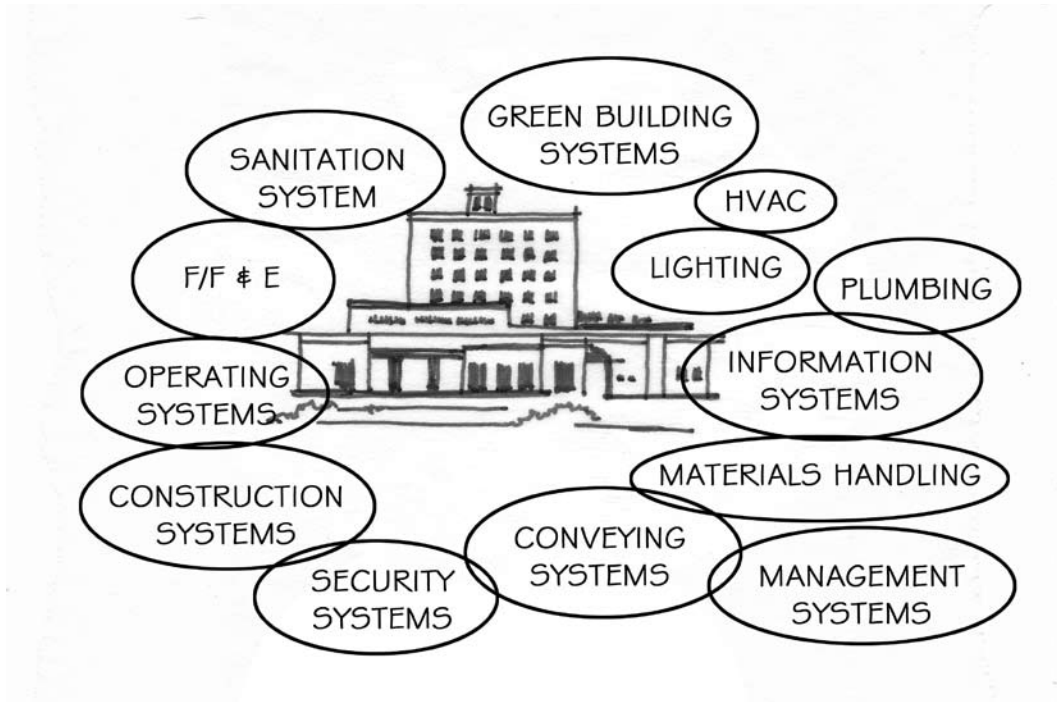 GREEN BUILDING
SYSTEMS
SANITATION
SYSTEM
HVAC
F/F & E
LIGHTING
PLUMBING
OPERATING
SYSTEMS
INFORMATION
SYSTEMS
MATERIALS HANDLING
CONSTRUCTION
SYSTEMS
CONVEYING
SYSTEMS
SECURITY
SYSTEMS
MANAGEMENT
SYSTEMS